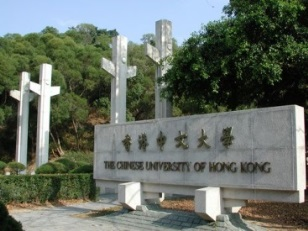 香港中文大學
THE CHINESE UNIVERSITY OF HONG KONG